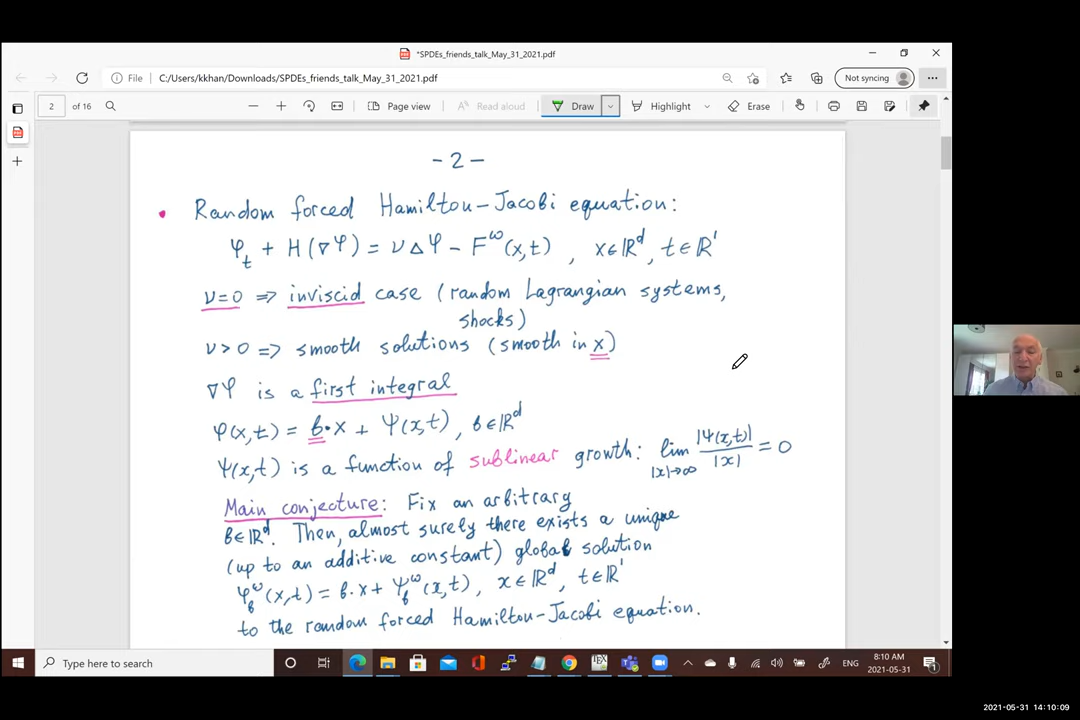 *SPDEs_friends_talk_May_31_2021.pdf
File C:/Users/kkhan/Downloads/SPDEs_friends_talk_May_31_2021.pdf
Not syncing
2 of 16
Page view
Read aloud
Draw
Highlight
Erase
- 2 -
• Random forced Hamilton-Jacobi equation:
φ_t + H(∇φ) = ν Δφ - F^ω(x,t) , x∈ℝ^d, t∈ℝ^1
ν=0 ⇒ inviscid case (random Lagrangian systems,
shocks)
ν>0 ⇒ smooth solutions (smooth in x)
∇φ is a first integral
φ(x,t) = b·x + ψ(x,t), b∈ℝ^d
ψ(x,t) is a function of sublinear growth: lim_{|x|→∞} |ψ(x,t)|/|x| = 0
Main conjecture: Fix an arbitrary
b∈ℝ^d. Then, almost surely there exists a unique
(up to an additive constant) global solution
φ_b^ω(x,t) = b·x + ψ_b^ω(x,t), x∈ℝ^d, t∈ℝ^1
to the random forced Hamilton-Jacobi equation.
Type here to search
ENG
8:10 AM
2021-05-31
1
2021-05-31 14:10:09